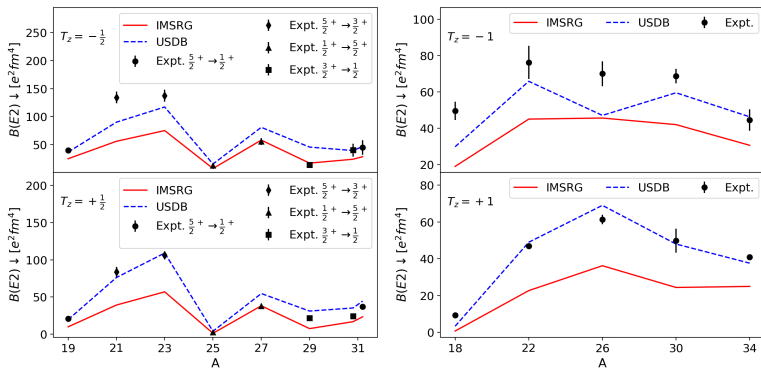 B(E2)↓[e²fm⁴]
250
200
150
100
50
T_z = −1/2
IMSRG
USDB
Expt. 5/2⁺→1/2⁺
Expt. 5/2⁺→3/2⁺
Expt. 1/2⁺→5/2⁺
Expt. 3/2⁺→1/2
B(E2)↓[e²fm⁴]
100
80
60
40
20
T_z = −1
IMSRG
USDB
Expt.
B(E2)↓[e²fm⁴]
200
150
100
50
0
T_z = +1/2
IMSRG
USDB
Expt. 5/2⁺→1/2⁺
Expt. 5/2⁺→3/2⁺
Expt. 1/2⁺→5/2⁺
Expt. 3/2⁺→1/2
19 21 23 25 27 29 31
A
B(E2)↓[e²fm⁴]
80
60
40
20
0
T_z = +1
IMSRG
USDB
Expt.
18 22 26 30 34
A